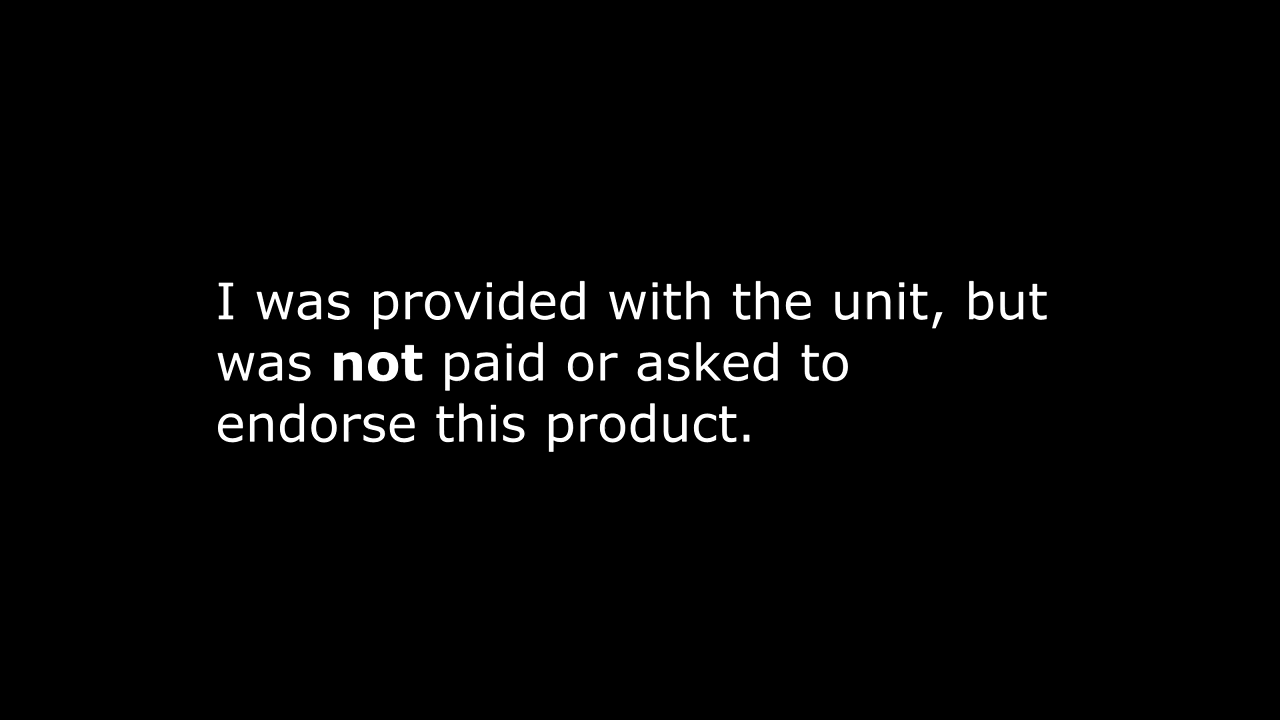 I was provided with the unit, but
was not paid or asked to
endorse this product.